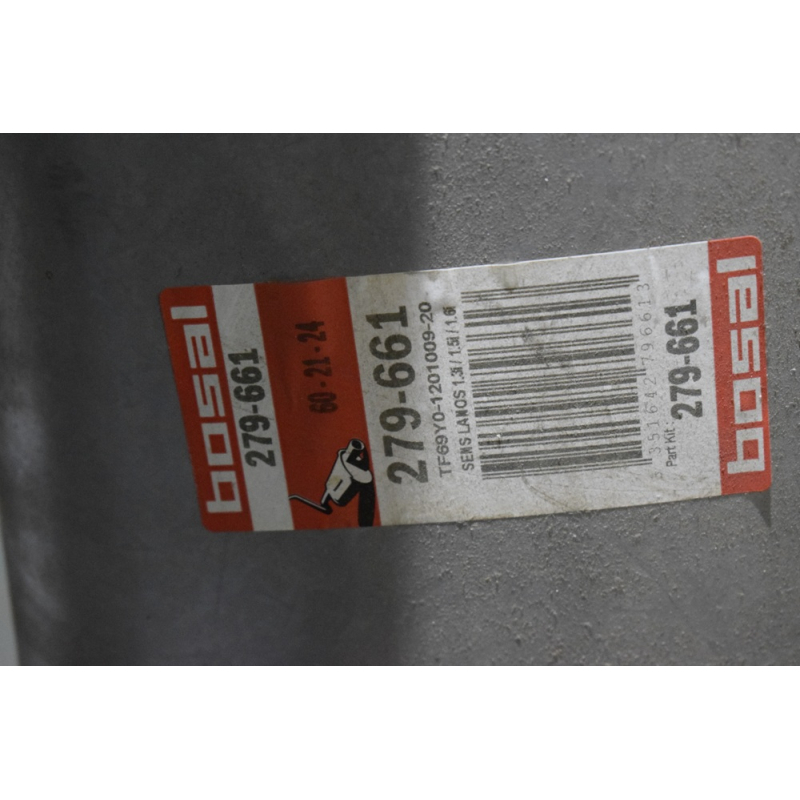 bosal
279-661
60-21-24
279-661
TF69Y0-1201009-20
SENS LANOS 1.3i / 1.5i / 1.6i
3351642796613
Part Kit : 279-661
bosal